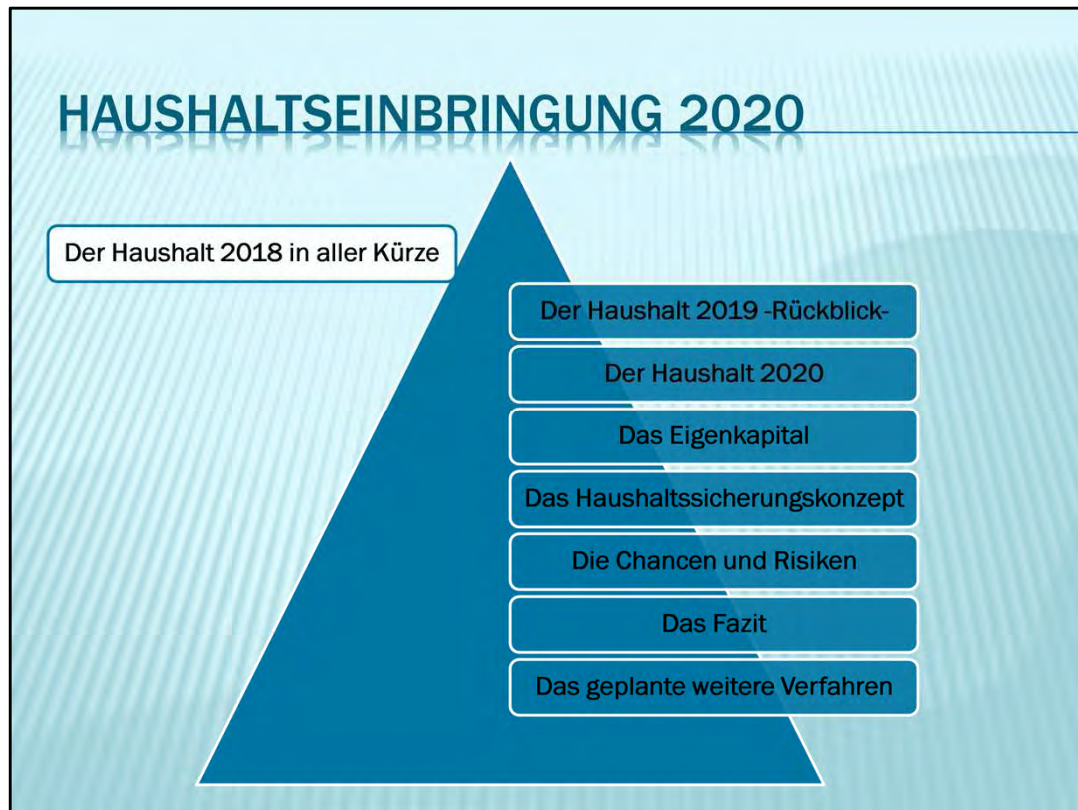 HAUSHALTSEINBRINGUNG 2020
Der Haushalt 2018 in aller Kürze
Der Haushalt 2019 -Rückblick-
Der Haushalt 2020
Das Eigenkapital
Das Haushaltssicherungskonzept
Die Chancen und Risiken
Das Fazit
Das geplante weitere Verfahren